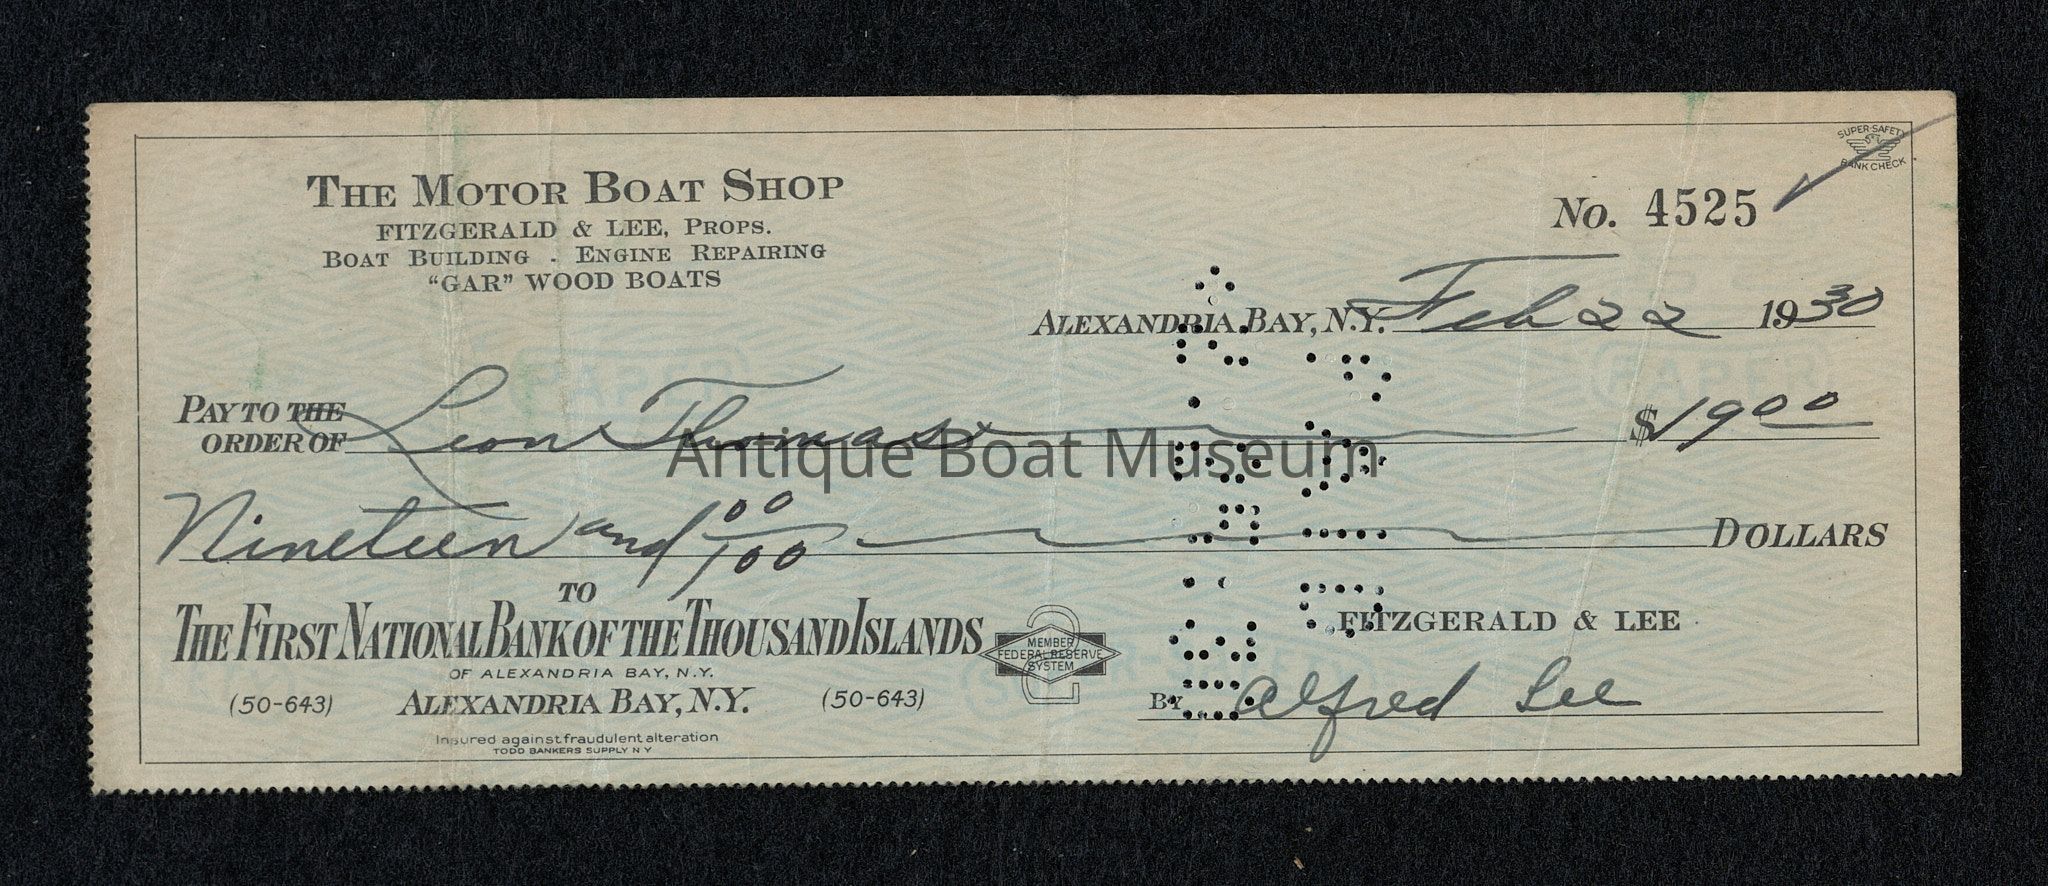 THE MOTOR BOAT SHOP
FITZGERALD & LEE, PROPS.
BOAT BUILDING . ENGINE REPAIRING
"GAR" WOOD BOATS
SUPER-SAFETY
BANK CHECK
No. 4525
ALEXANDRIA BAY, N.Y. Feb 22 1930
PAY TO THE
ORDER OF Leon Thomas $19 00
Antique Boat Museum
Nineteen and 00/100 DOLLARS
TO
THE FIRST NATIONAL BANK OF THE THOUSAND ISLANDS
OF ALEXANDRIA BAY, N.Y.
(50-643) ALEXANDRIA BAY, N.Y. (50-643)
Insured against fraudulent alteration
TODD BANKERS SUPPLY N Y
2
MEMBER
FEDERAL RESERVE
SYSTEM
FITZGERALD & LEE
BY Alfred Lee